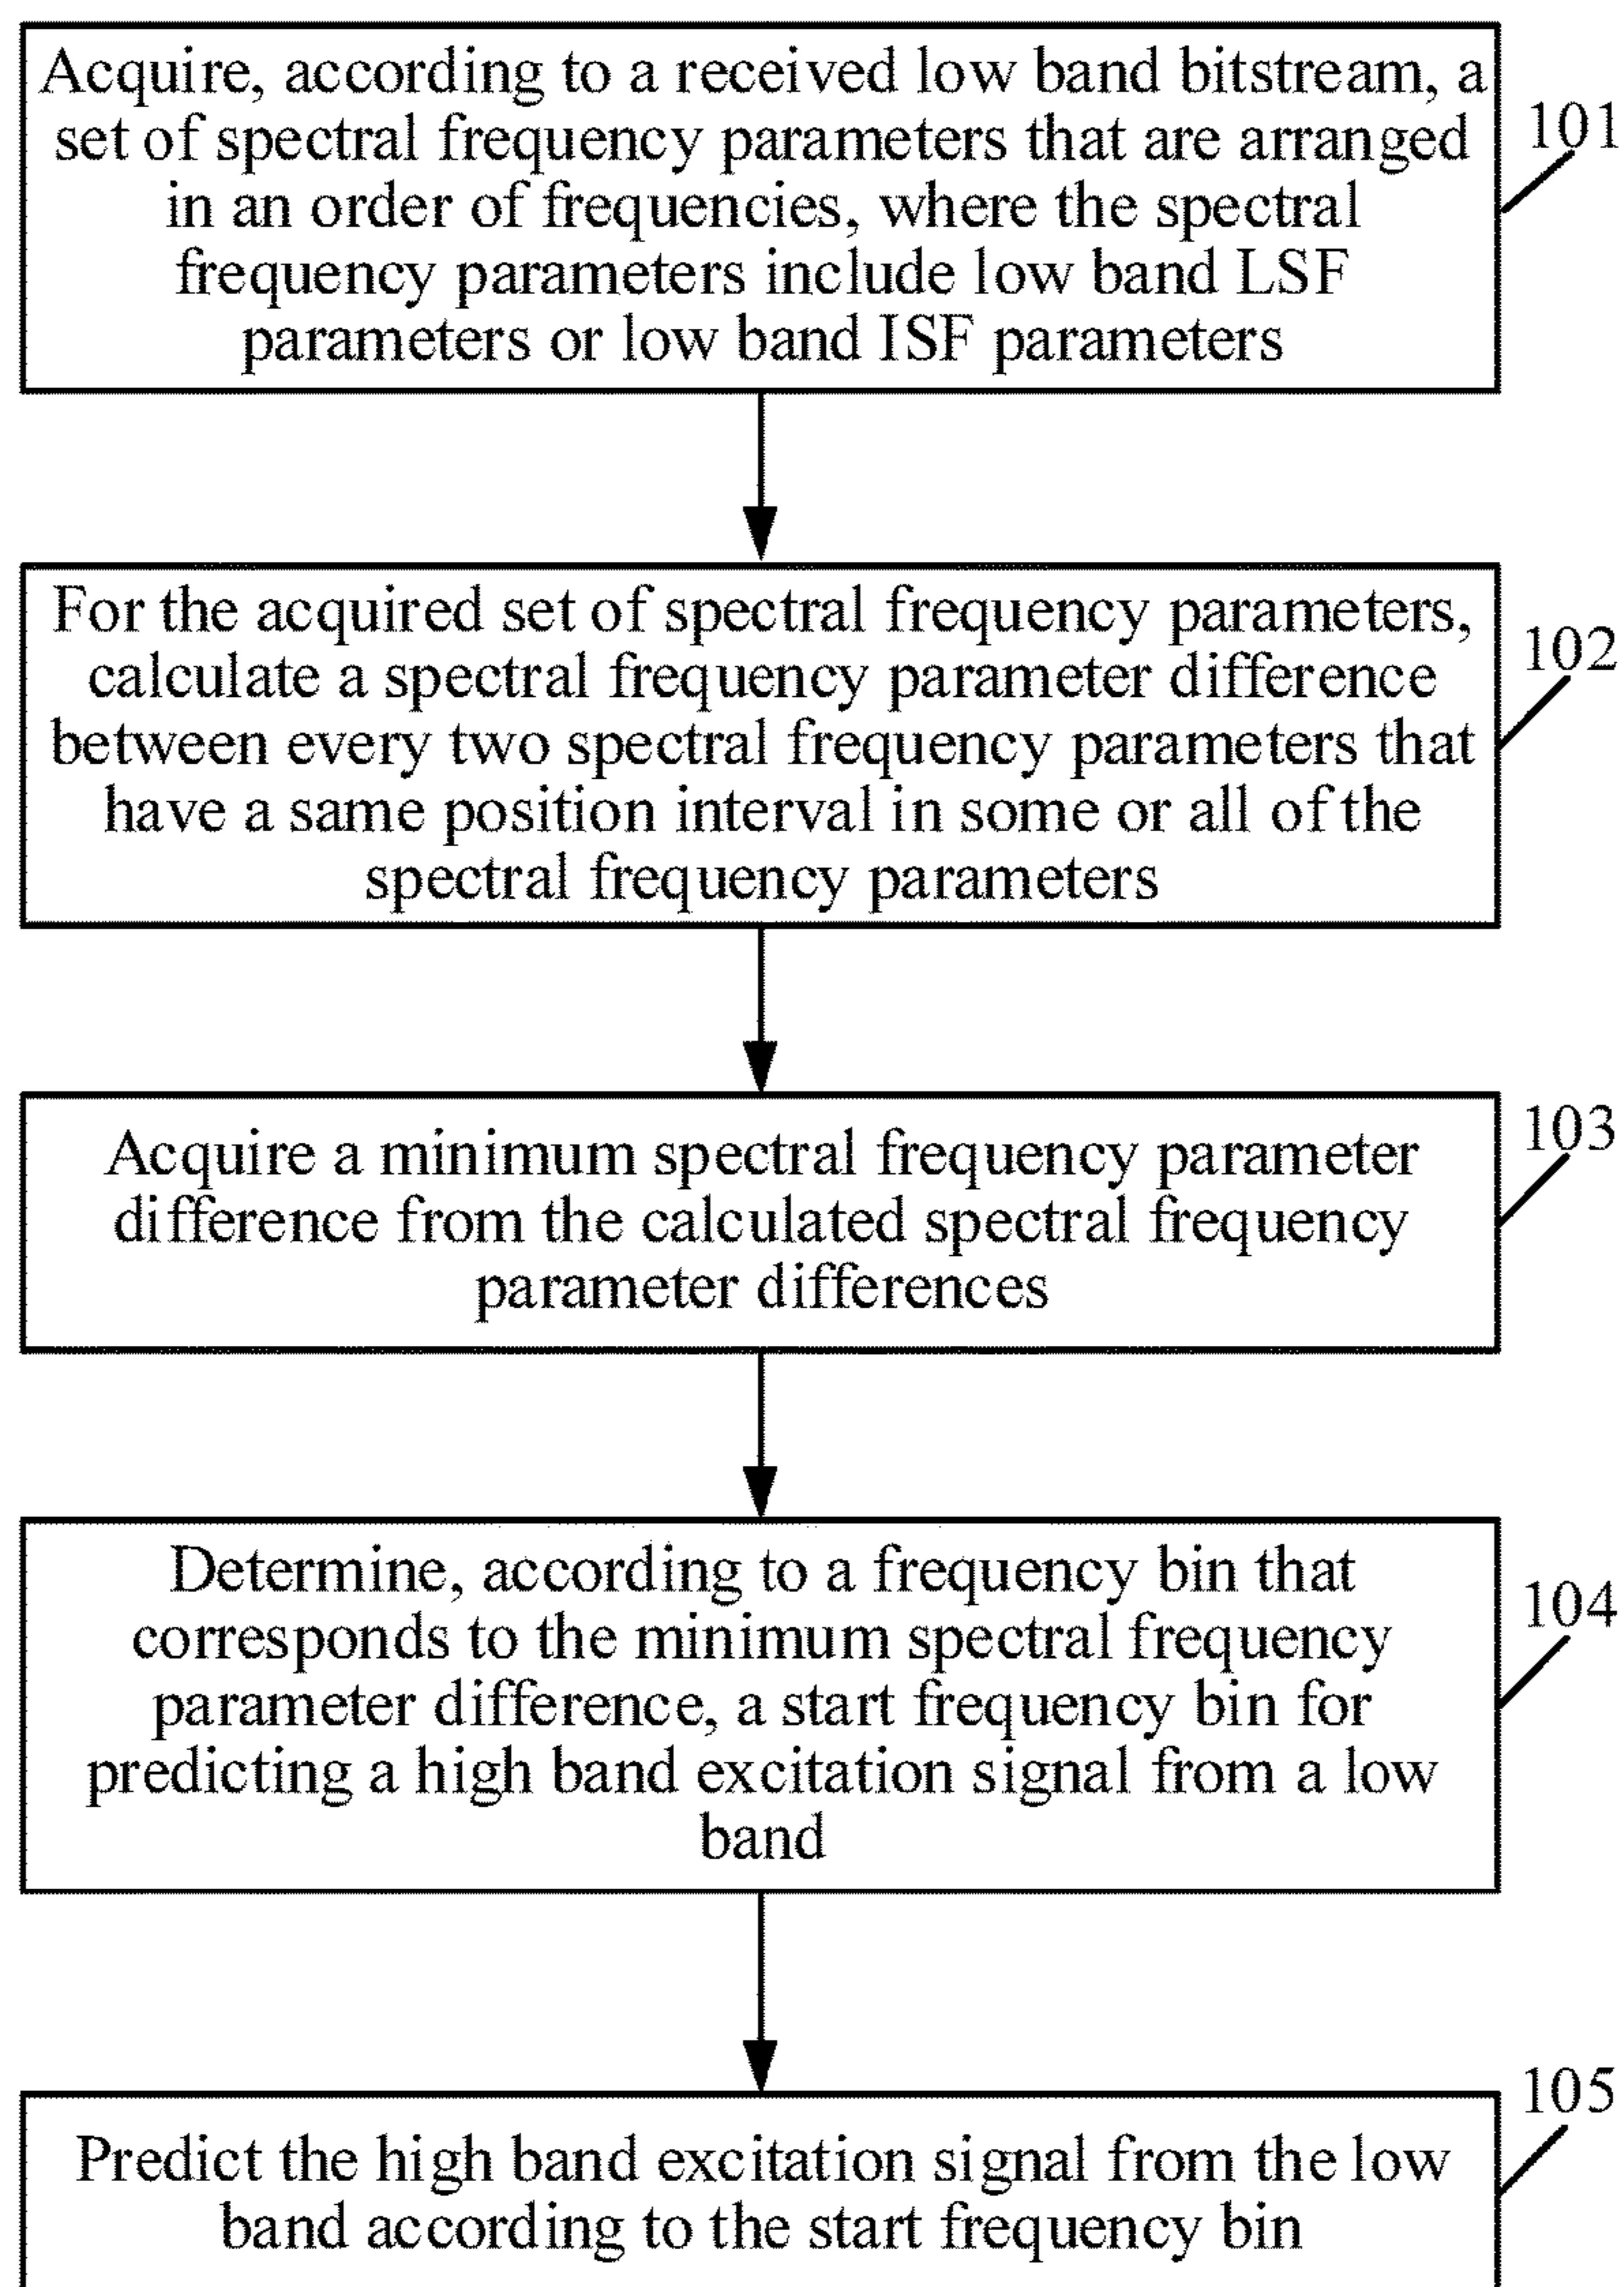 Acquire, according to a received low band bitstream, a
set of spectral frequency parameters that are arranged
in an order of frequencies, where the spectral
frequency parameters include low band LSF
parameters or low band ISF parameters
101
For the acquired set of spectral frequency parameters,
calculate a spectral frequency parameter difference
between every two spectral frequency parameters that
have a same position interval in some or all of the
spectral frequency parameters
102
Acquire a minimum spectral frequency parameter
difference from the calculated spectral frequency
parameter differences
103
Determine, according to a frequency bin that
corresponds to the minimum spectral frequency
parameter difference, a start frequency bin for
predicting a high band excitation signal from a low
band
104
Predict the high band excitation signal from the low
band according to the start frequency bin
105